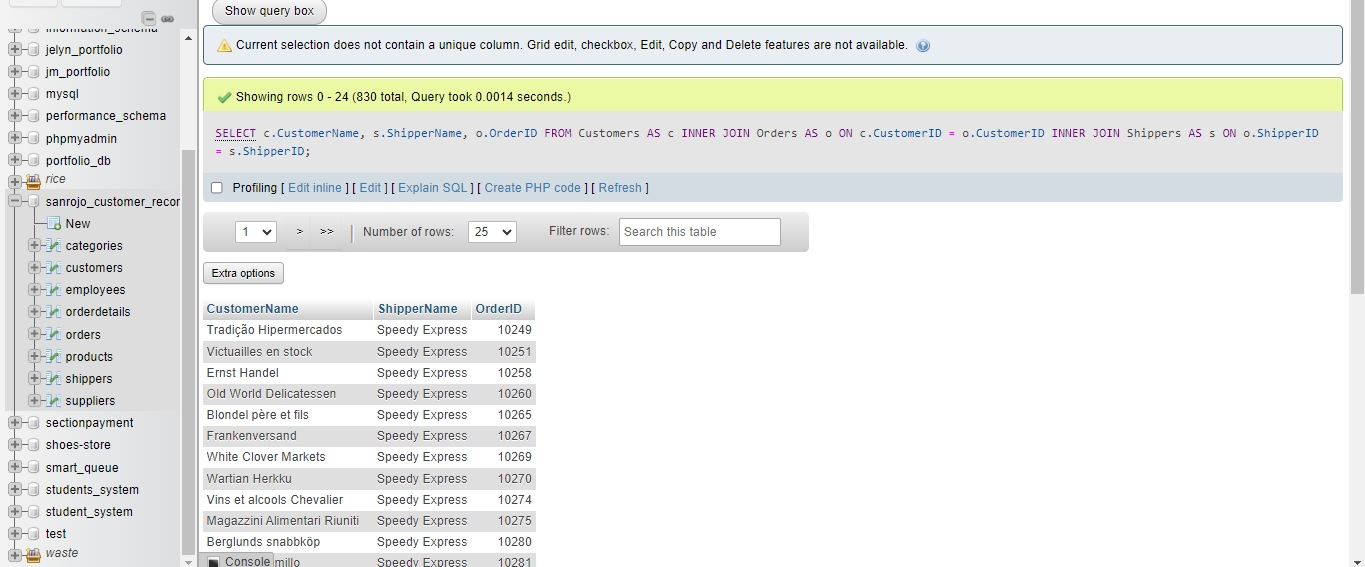 information_schema
jelyn_portfolio
jm_portfolio
mysql
performance_schema
phpmyadmin
portfolio_db
rice
sanrojo_customer_recor
New
categories
customers
employees
orderdetails
orders
products
shippers
suppliers
sectionpayment
shoes-store
smart_queue
students_system
student_system
test
waste
Show query box
Current selection does not contain a unique column. Grid edit, checkbox, Edit, Copy and Delete features are not available.
Showing rows 0 - 24 (830 total, Query took 0.0014 seconds.)
SELECT c.CustomerName, s.ShipperName, o.OrderID FROM Customers AS c INNER JOIN Orders AS o ON c.CustomerID = o.CustomerID INNER JOIN Shippers AS s ON o.ShipperID
= s.ShipperID;
Profiling [ Edit inline ] [ Edit ] [ Explain SQL ] [ Create PHP code ] [ Refresh ]
1 > >> | Number of rows: 25 Filter rows: Search this table
Extra options
CustomerName ShipperName OrderID
Tradição Hipermercados Speedy Express 10249
Victuailles en stock Speedy Express 10251
Ernst Handel Speedy Express 10258
Old World Delicatessen Speedy Express 10260
Blondel père et fils Speedy Express 10265
Frankenversand Speedy Express 10267
White Clover Markets Speedy Express 10269
Wartian Herkku Speedy Express 10270
Vins et alcools Chevalier Speedy Express 10274
Magazzini Alimentari Riuniti Speedy Express 10275
Berglunds snabbköp Speedy Express 10280
Console millo Speedy Express 10281